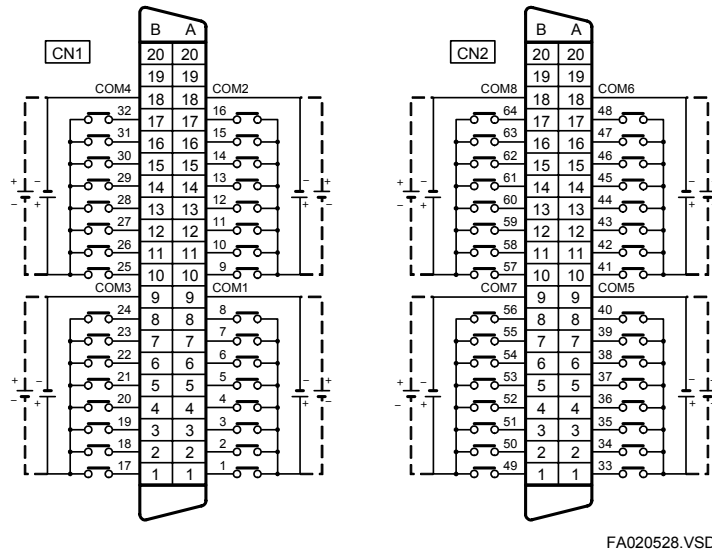 B A B A
CN1 20 20 CN2 20 20
19 19 19 19
COM4 COM2 COM8 COM6
18 18 18 18
32 17 17 16 64 17 17 48
31 16 16 15 63 16 16 47
30 15 15 14 62 15 15 46
29 14 14 13 61 14 14 45
28 13 13 12 60 13 13 44
27 12 12 11 59 12 12 43
26 11 11 10 58 11 11 42
25 10 10 9 57 10 10 41
COM3 9 9 COM1 COM7 9 9 COM5
24 8 8 8 56 8 8 40
23 7 7 7 55 7 7 39
22 6 6 6 54 6 6 38
21 5 5 5 53 5 5 37
20 4 4 4 52 4 4 36
19 3 3 3 51 3 3 35
18 2 2 2 50 2 2 34
17 1 1 1 49 1 1 33
FA020528.VSD